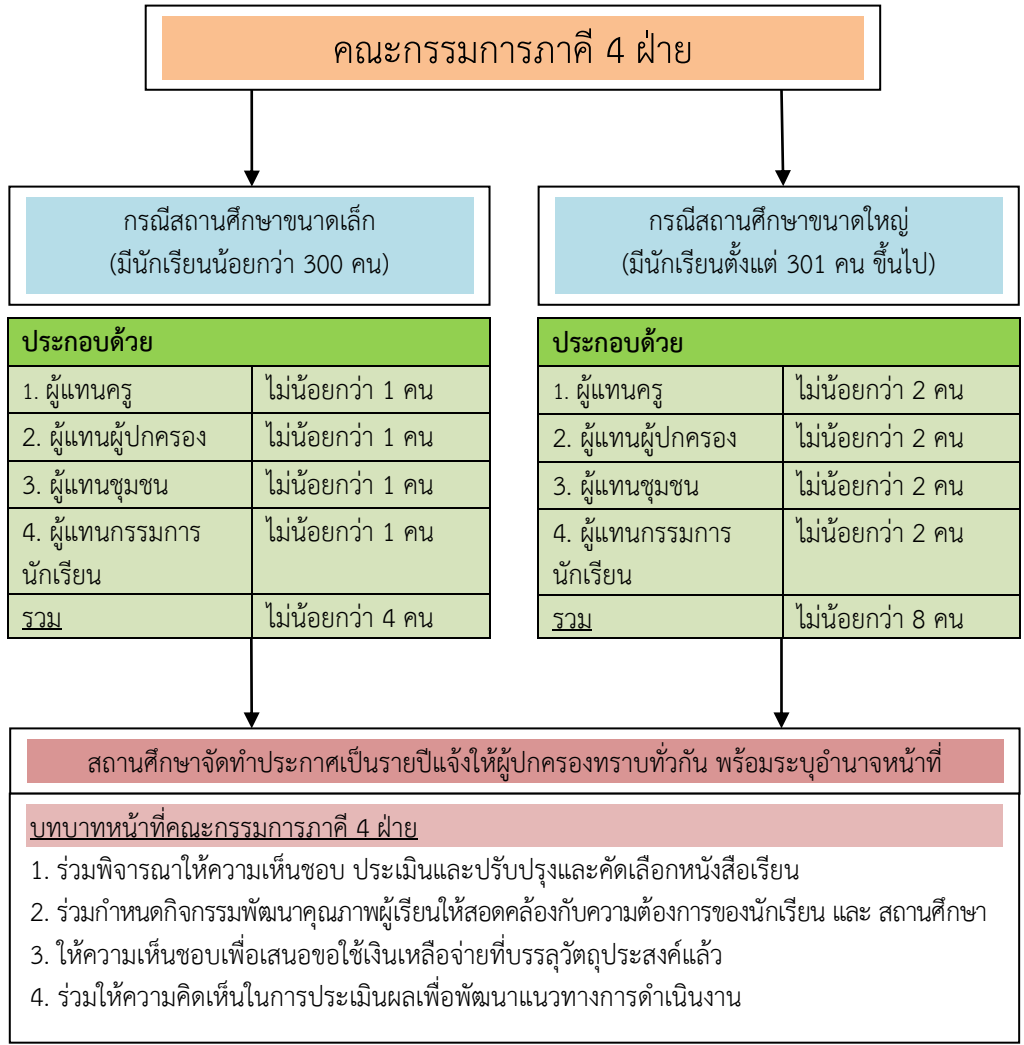 คณะกรรมการภาคี 4 ฝ่าย
กรณีสถานศึกษาขนาดเล็ก
(มีนักเรียนน้อยกว่า 300 คน)
ประกอบด้วย
1. ผู้แทนครู ไม่น้อยกว่า 1 คน
2. ผู้แทนผู้ปกครอง ไม่น้อยกว่า 1 คน
3. ผู้แทนชุมชน ไม่น้อยกว่า 1 คน
4. ผู้แทนกรรมการ ไม่น้อยกว่า 1 คน
นักเรียน
รวม ไม่น้อยกว่า 4 คน
กรณีสถานศึกษาขนาดใหญ่
(มีนักเรียนตั้งแต่ 301 คน ขึ้นไป)
ประกอบด้วย
1. ผู้แทนครู ไม่น้อยกว่า 2 คน
2. ผู้แทนผู้ปกครอง ไม่น้อยกว่า 2 คน
3. ผู้แทนชุมชน ไม่น้อยกว่า 2 คน
4. ผู้แทนกรรมการ ไม่น้อยกว่า 2 คน
นักเรียน
รวม ไม่น้อยกว่า 8 คน
สถานศึกษาจัดทำประกาศเป็นรายปีแจ้งให้ผู้ปกครองทราบทั่วกัน พร้อมระบุอำนาจหน้าที่
บทบาทหน้าที่คณะกรรมการภาคี 4 ฝ่าย
1. ร่วมพิจารณาให้ความเห็นชอบ ประเมินและปรับปรุงและคัดเลือกหนังสือเรียน
2. ร่วมกำหนดกิจกรรมพัฒนาคุณภาพผู้เรียนให้สอดคล้องกับความต้องการของนักเรียน และ สถานศึกษา
3. ให้ความเห็นชอบเพื่อเสนอขอใช้เงินเหลือจ่ายที่บรรลุวัตถุประสงค์แล้ว
4. ร่วมให้ความคิดเห็นในการประเมินผลเพื่อพัฒนาแนวทางการดำเนินงาน